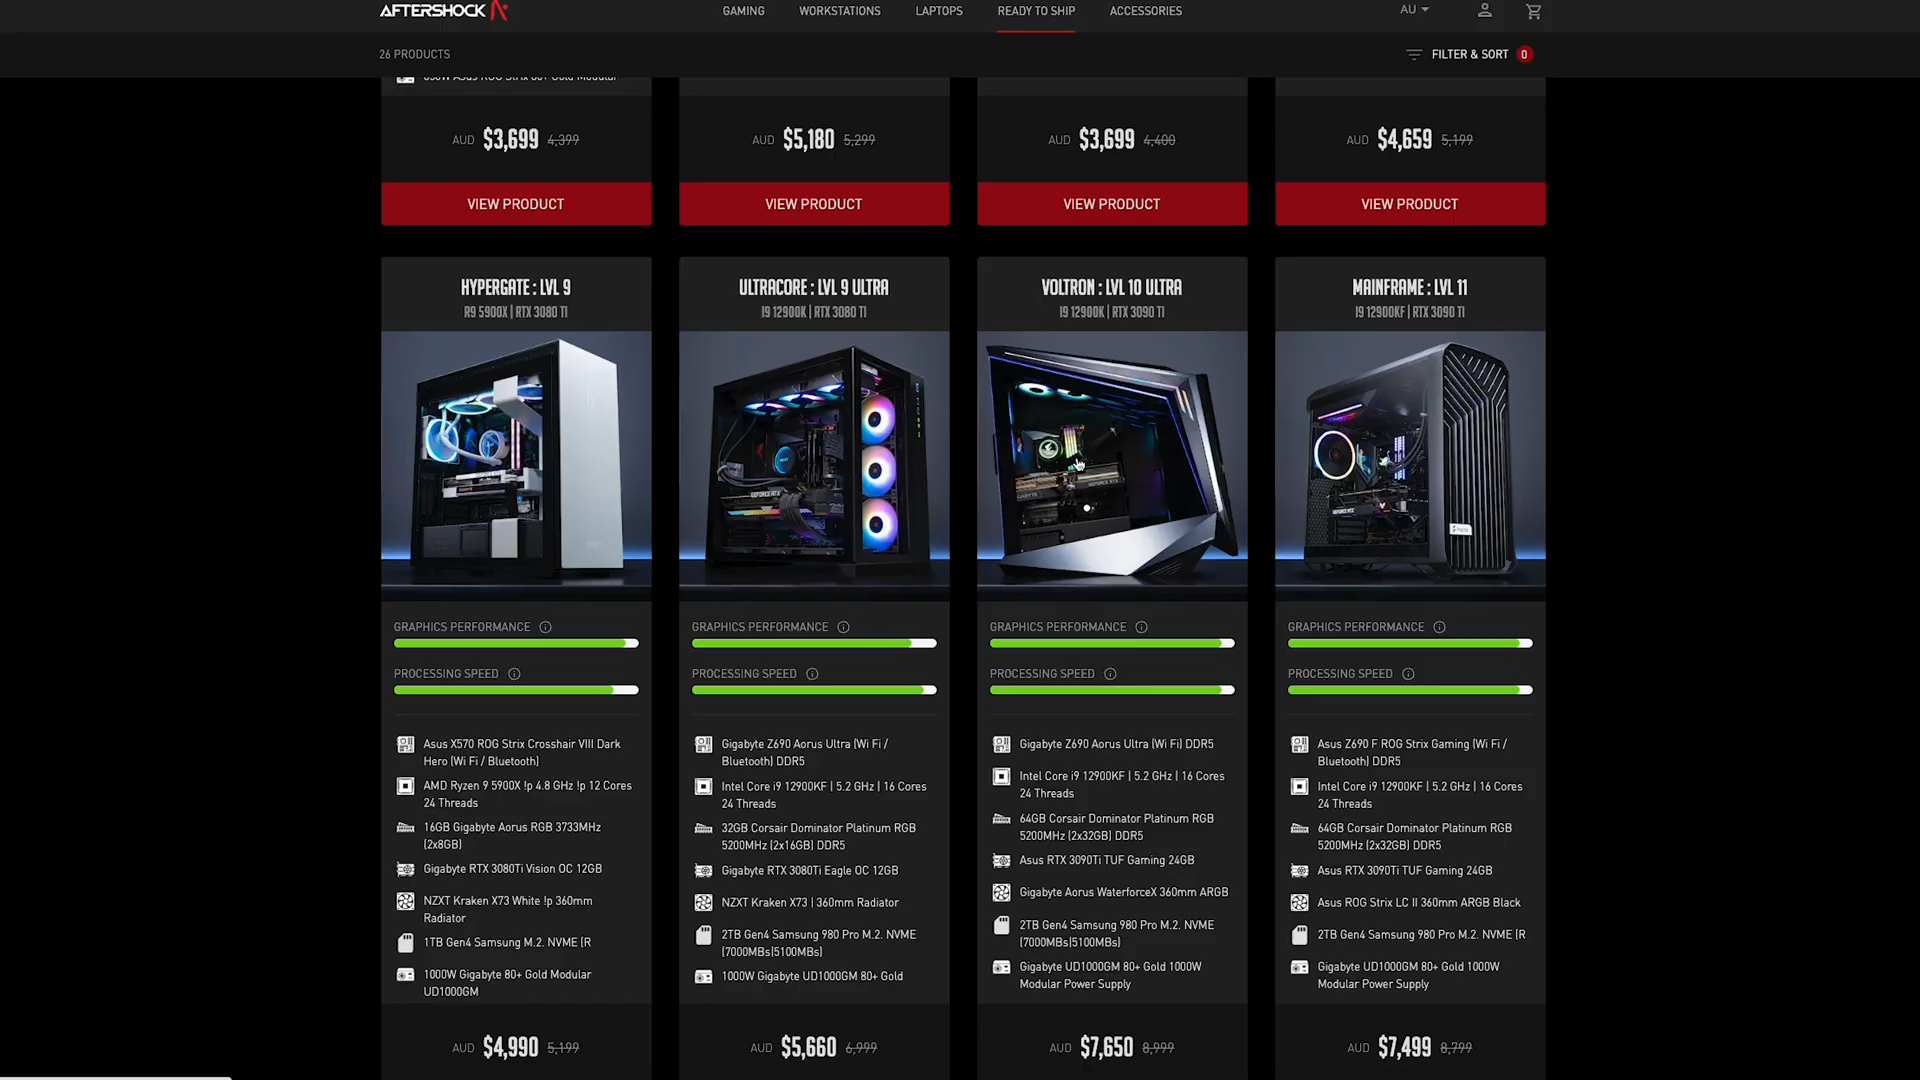 AFTERSHOCK
GAMING
WORKSTATIONS
LAPTOPS
READY TO SHIP
ACCESSORIES
AU
26 PRODUCTS
FILTER & SORT 0
AUD $3,699 4,399
AUD $5,180 5,299
AUD $3,699 4,400
AUD $4,659 5,199
VIEW PRODUCT
VIEW PRODUCT
VIEW PRODUCT
VIEW PRODUCT
HYPERGATE : LVL 9
R9 5900X | RTX 3080 TI
GRAPHICS PERFORMANCE
PROCESSING SPEED
Asus X570 ROG Strix Crosshair VIII Dark
Hero (Wi Fi / Bluetooth)
AMD Ryzen 9 5900X !p 4.8 GHz !p 12 Cores
24 Threads
16GB Gigabyte Aorus RGB 3733MHz
(2x8GB)
Gigabyte RTX 3080Ti Vision OC 12GB
NZXT Kraken X73 White !p 360mm
Radiator
1TB Gen4 Samsung M.2. NVME (R
1000W Gigabyte 80+ Gold Modular
UD1000GM
AUD $4,990 5,199
ULTRACORE : LVL 9 ULTRA
I9 12900K | RTX 3080 TI
GRAPHICS PERFORMANCE
PROCESSING SPEED
Gigabyte Z690 Aorus Ultra (Wi Fi /
Bluetooth) DDR5
Intel Core i9 12900KF | 5.2 GHz | 16 Cores
24 Threads
32GB Corsair Dominator Platinum RGB
5200MHz (2x16GB) DDR5
Gigabyte RTX 3080Ti Eagle OC 12GB
NZXT Kraken X73 | 360mm Radiator
2TB Gen4 Samsung 980 Pro M.2. NVME
(7000MBs|5100MBs)
1000W Gigabyte UD1000GM 80+ Gold
AUD $5,660 6,999
VOLTRON : LVL 10 ULTRA
I9 12900K | RTX 3090 TI
GRAPHICS PERFORMANCE
PROCESSING SPEED
Gigabyte Z690 Aorus Ultra (Wi Fi) DDR5
Intel Core i9 12900KF | 5.2 GHz | 16 Cores
24 Threads
64GB Corsair Dominator Platinum RGB
5200MHz (2x32GB) DDR5
Asus RTX 3090Ti TUF Gaming 24GB
Gigabyte Aorus WaterforceX 360mm ARGB
2TB Gen4 Samsung 980 Pro M.2. NVME
(7000MBs|5100MBs)
Gigabyte UD1000GM 80+ Gold 1000W
Modular Power Supply
AUD $7,650 8,999
MAINFRAME : LVL 11
I9 12900KF | RTX 3090 TI
GRAPHICS PERFORMANCE
PROCESSING SPEED
Asus Z690 F ROG Strix Gaming (Wi Fi /
Bluetooth) DDR5
Intel Core i9 12900KF | 5.2 GHz | 16 Cores
24 Threads
64GB Corsair Dominator Platinum RGB
5200MHz (2x32GB) DDR5
Asus RTX 3090Ti TUF Gaming 24GB
Asus ROG Strix LC II 360mm ARGB Black
2TB Gen4 Samsung 980 Pro M.2. NVME (R
Gigabyte UD1000GM 80+ Gold 1000W
Modular Power Supply
AUD $7,499 8,799